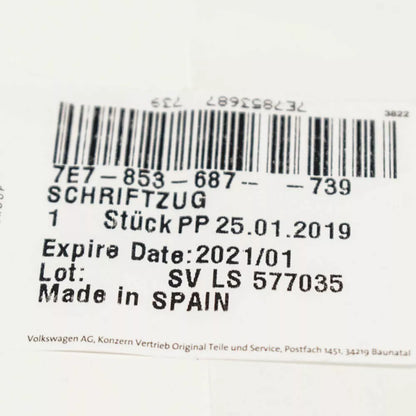 7E7853687 739
3822
7E7-853-687-- -739
SCHRIFTZUG
1 Stück PP 25.01.2019
Expire Date:2021/01
Lot: SV LS 577035
Made in SPAIN
Volkswagen AG, Konzern Vertrieb Original Teile und Service, Postfach 1451, 34219 Baunatal